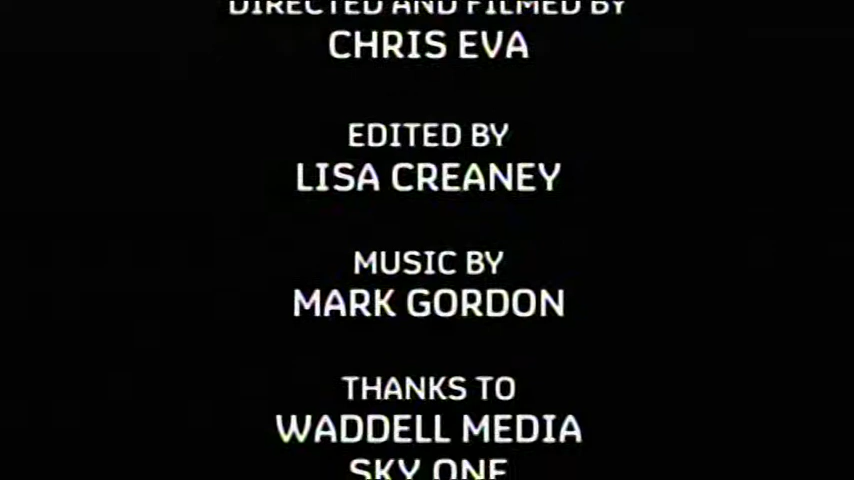 DIRECTED AND FILMED BY
CHRIS EVA
EDITED BY
LISA CREANEY
MUSIC BY
MARK GORDON
THANKS TO
WADDELL MEDIA
SKY ONE